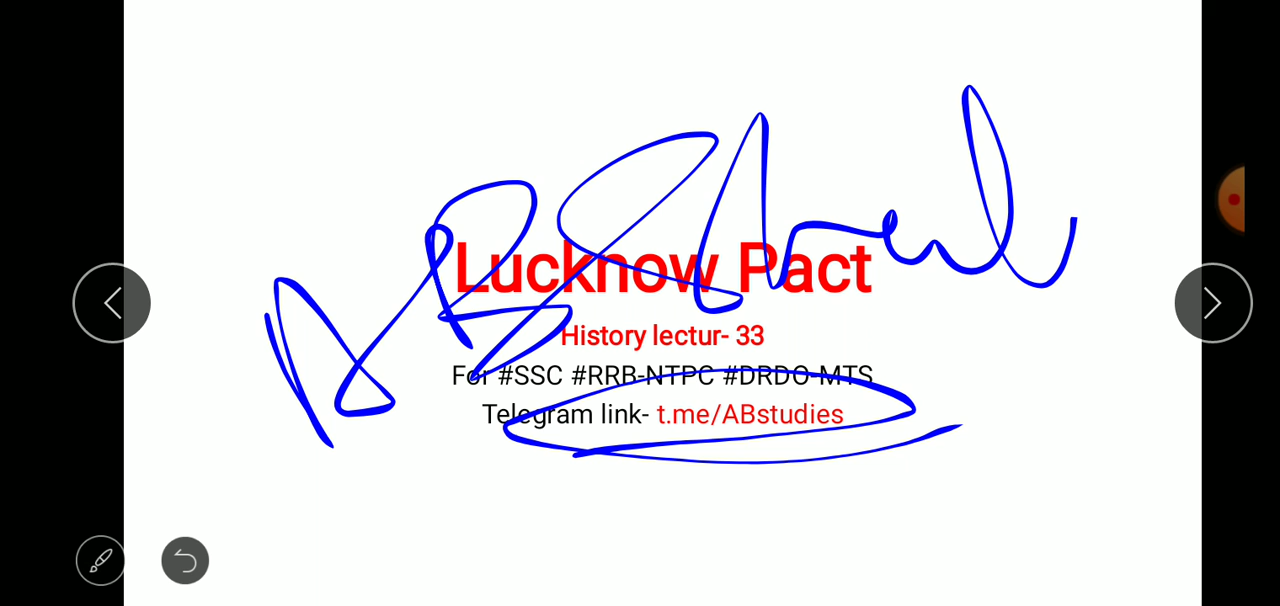 Lucknow Pact
History lectur- 33
For #SSC #RRB-NTPC #DRDO-MTS
Telegram link- t.me/ABstudies